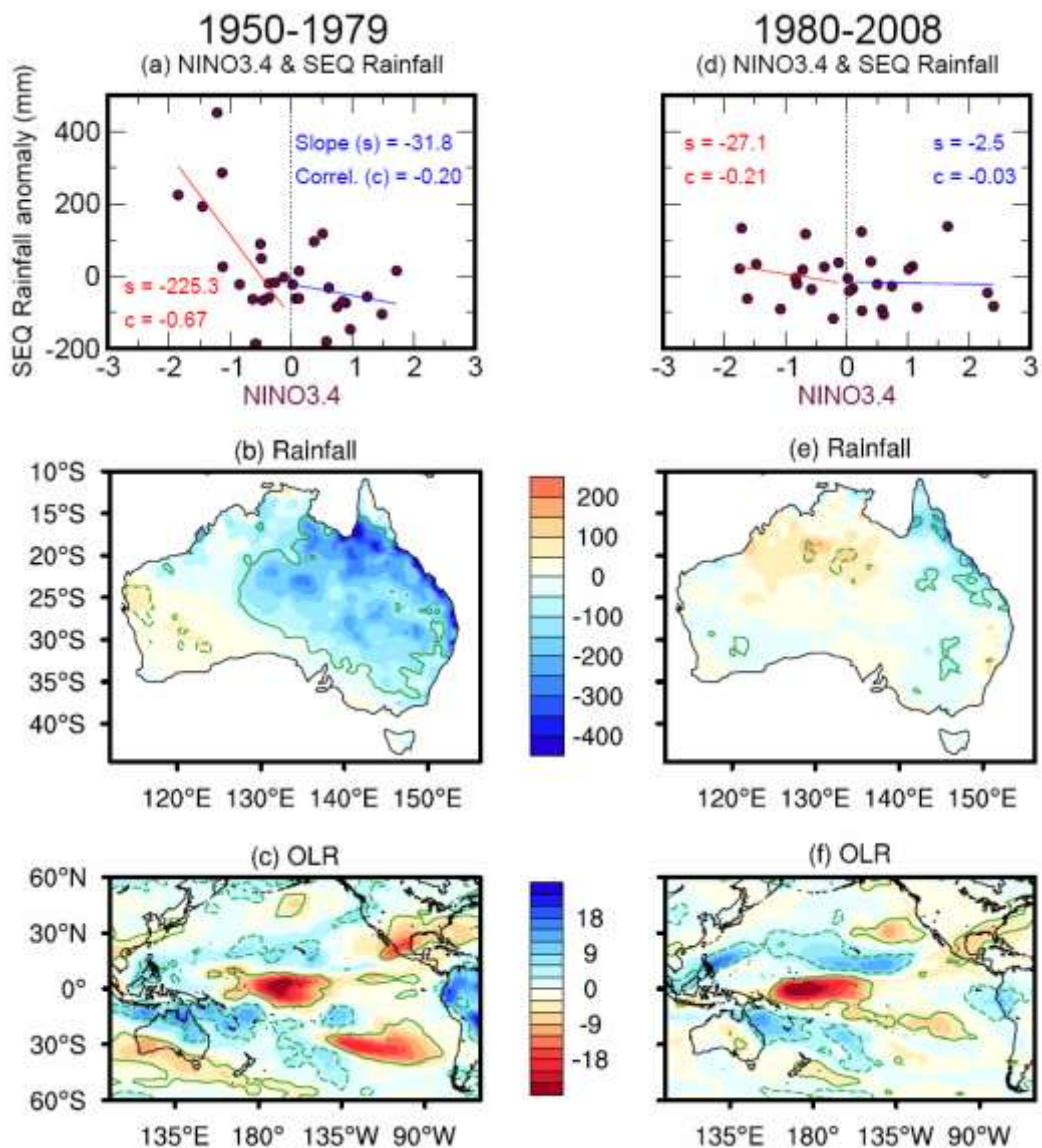 1950-1979
(a) NINO3.4 & SEQ Rainfall
SEQ Rainfall anomaly (mm)
400
200
0
-200
Slope (s) = -31.8
Correl. (c) = -0.20
s = -225.3
c = -0.67
-3 -2 -1 0 1 2 3
NINO3.4
1980-2008
(d) NINO3.4 & SEQ Rainfall
s = -27.1
c = -0.21
s = -2.5
c = -0.03
-3 -2 -1 0 1 2 3
NINO3.4
(b) Rainfall
10°S
15°S
20°S
25°S
30°S
35°S
40°S
120°E 130°E 140°E 150°E
200
100
0
-100
-200
-300
-400
(e) Rainfall
120°E 130°E 140°E 150°E
(c) OLR
60°N
30°N
0°
30°S
60°S
135°E 180° 135°W 90°W
18
9
0
-9
-18
(f) OLR
135°E 180° 135°W 90°W